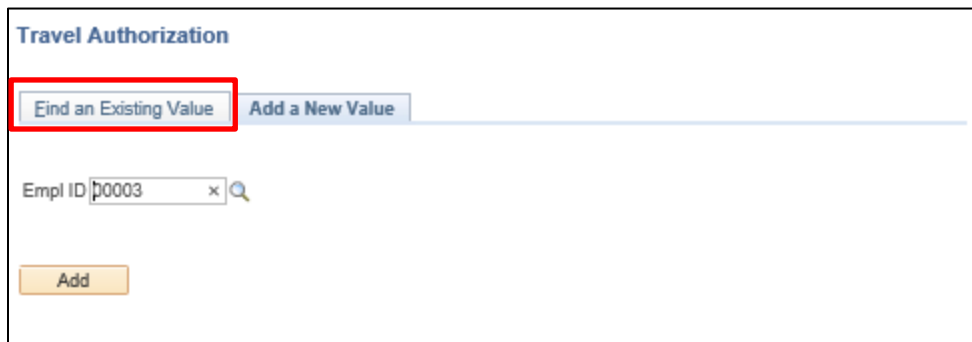 Travel Authorization
Find an Existing Value Add a New Value
Empl ID 00003 ×
Add